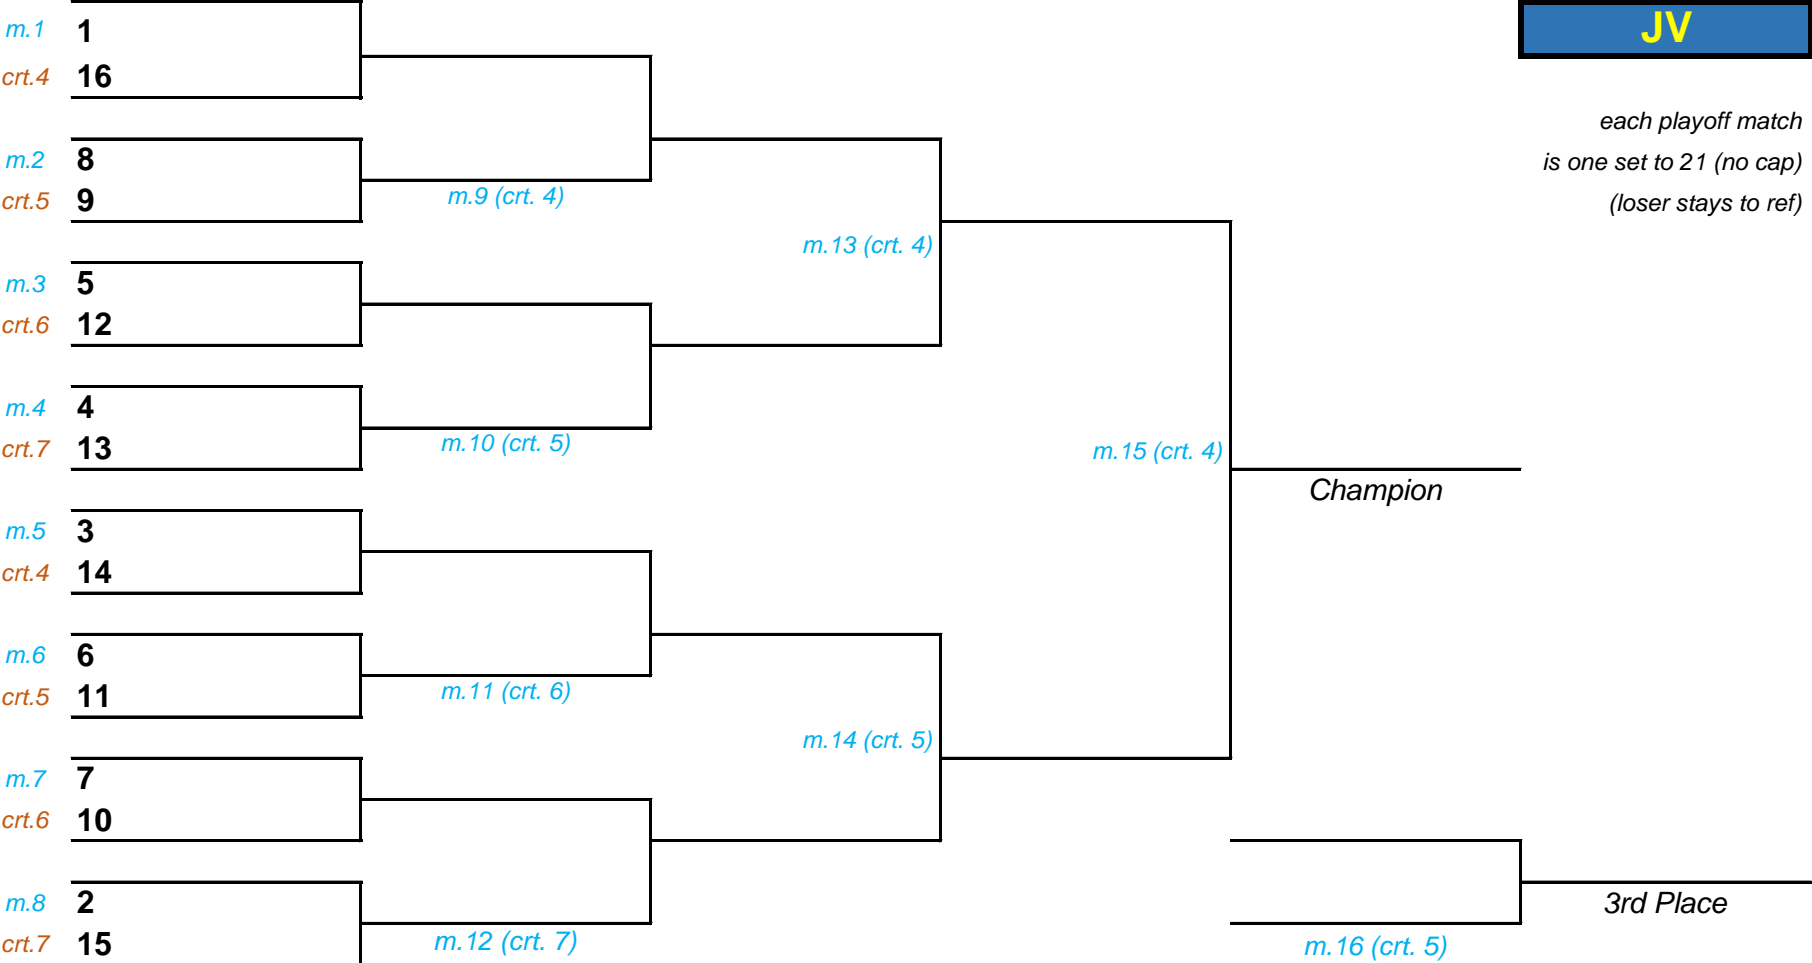 JV
each playoff match
is one set to 21 (no cap)
(loser stays to ref)
m.1 1
crt.4 16
m.2 8
crt.5 9
m.9 (crt. 4)
m.13 (crt. 4)
m.3 5
crt.6 12
m.4 4
crt.7 13
m.10 (crt. 5)
m.15 (crt. 4)
Champion
m.5 3
crt.4 14
m.6 6
crt.5 11
m.11 (crt. 6)
m.14 (crt. 5)
m.7 7
crt.6 10
m.8 2
crt.7 15
m.12 (crt. 7)
3rd Place
m.16 (crt. 5)